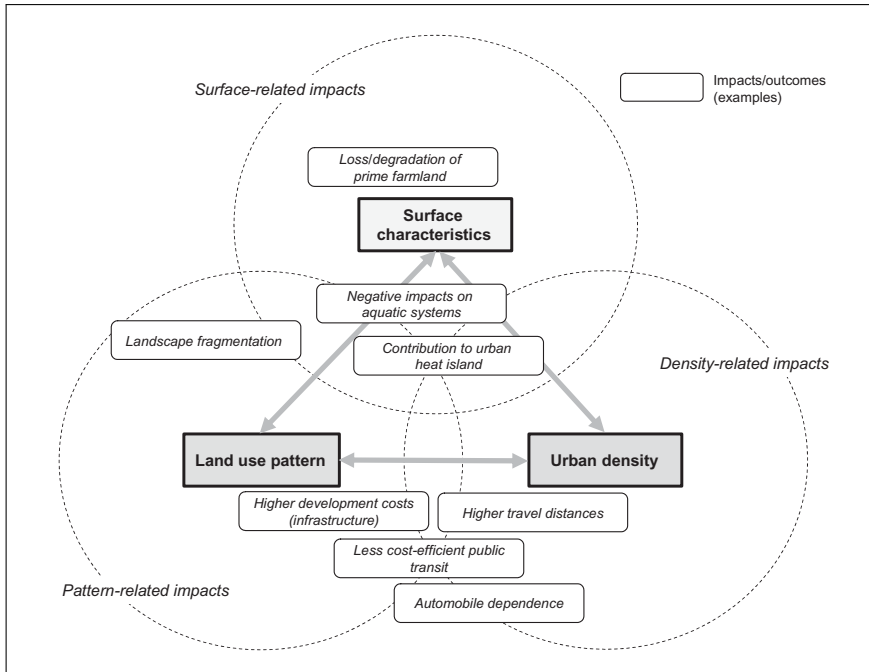 Surface-related impacts
Impacts/outcomes
(examples)
Loss/degradation of
prime farmland
Surface
characteristics
Negative impacts on
aquatic systems
Landscape fragmentation
Contribution to urban
heat island
Density-related impacts
Land use pattern
Urban density
Higher development costs
(infrastructure)
Higher travel distances
Less cost-efficient public
transit
Pattern-related impacts
Automobile dependence